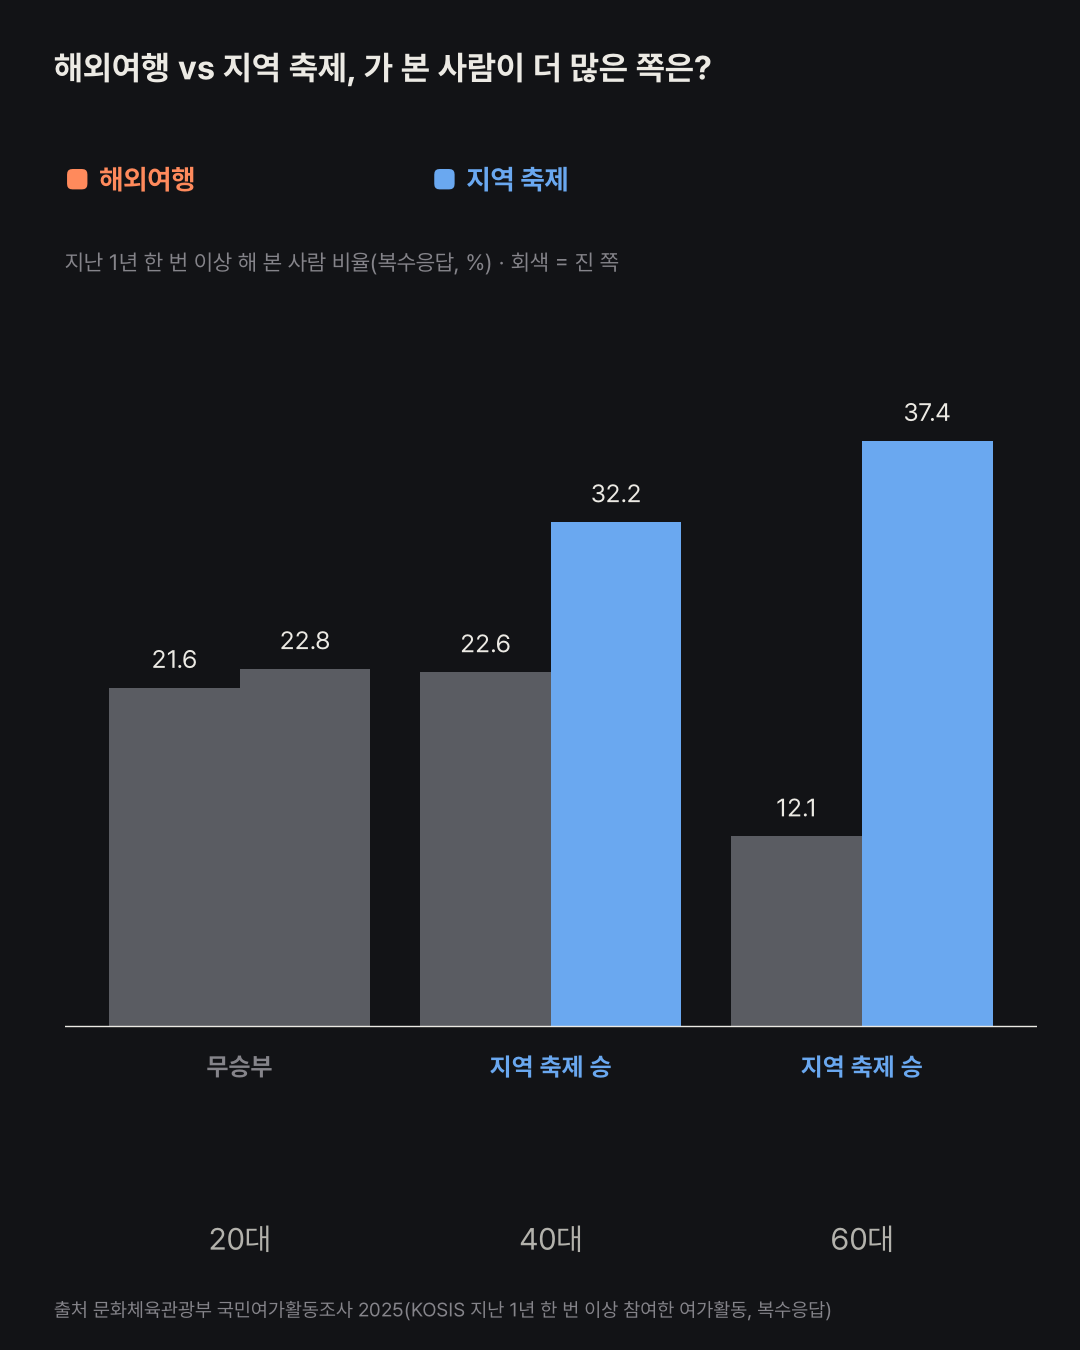 해외여행 vs 지역 축제, 가 본 사람이 더 많은 쪽은?
해외여행
지역 축제
지난 1년 한 번 이상 해 본 사람 비율(복수응답, %) · 회색 = 진 쪽
21.6
22.8
22.6
32.2
12.1
37.4
무승부
지역 축제 승
지역 축제 승
20대
40대
60대
출처 문화체육관광부 국민여가활동조사 2025(KOSIS 지난 1년 한 번 이상 참여한 여가활동, 복수응답)